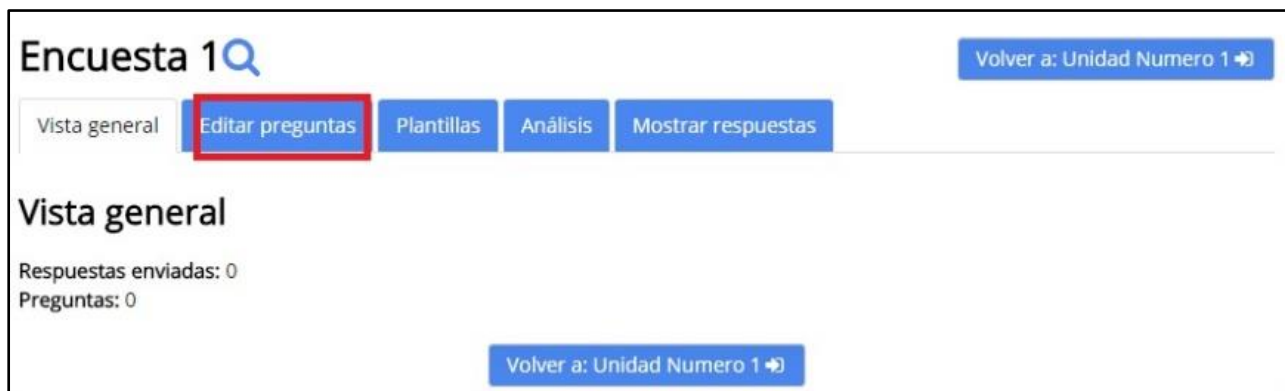 Encuesta 1
Volver a: Unidad Numero 1
Vista general Editar preguntas Plantillas Análisis Mostrar respuestas
Vista general
Respuestas enviadas: 0
Preguntas: 0
Volver a: Unidad Numero 1